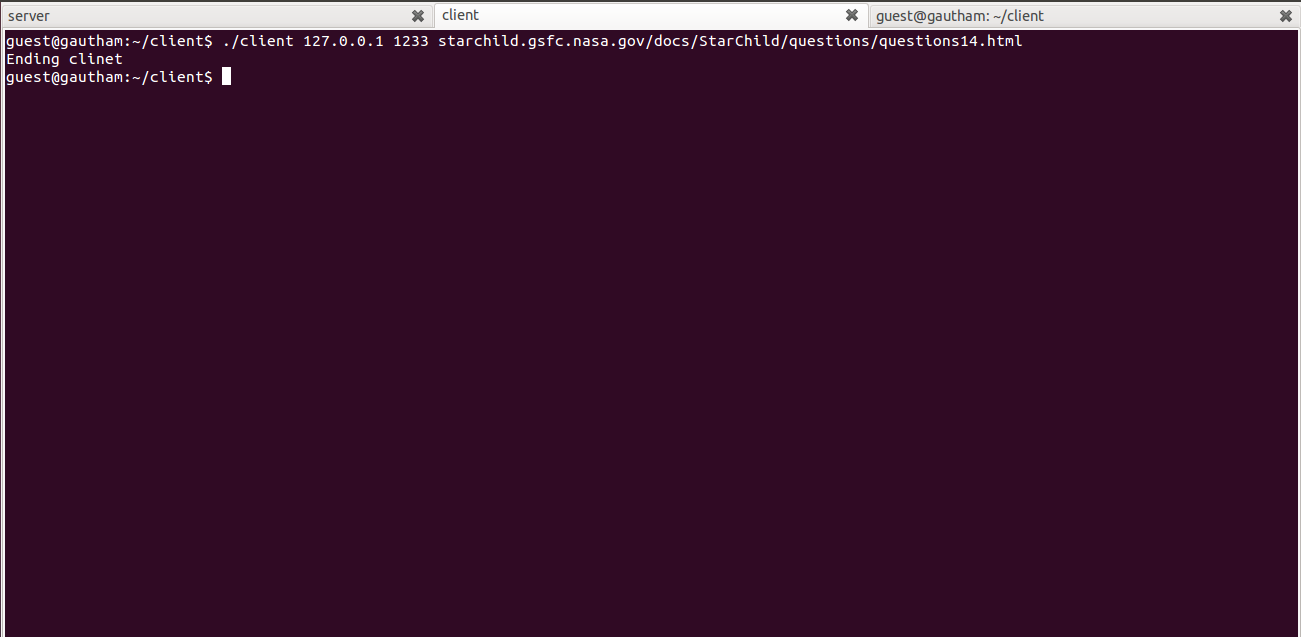 server
client
guest@gautham: ~/client
guest@gautham:~/client$ ./client 127.0.0.1 1233 starchild.gsfc.nasa.gov/docs/StarChild/questions/questions14.html
Ending clinet
guest@gautham:~/client$